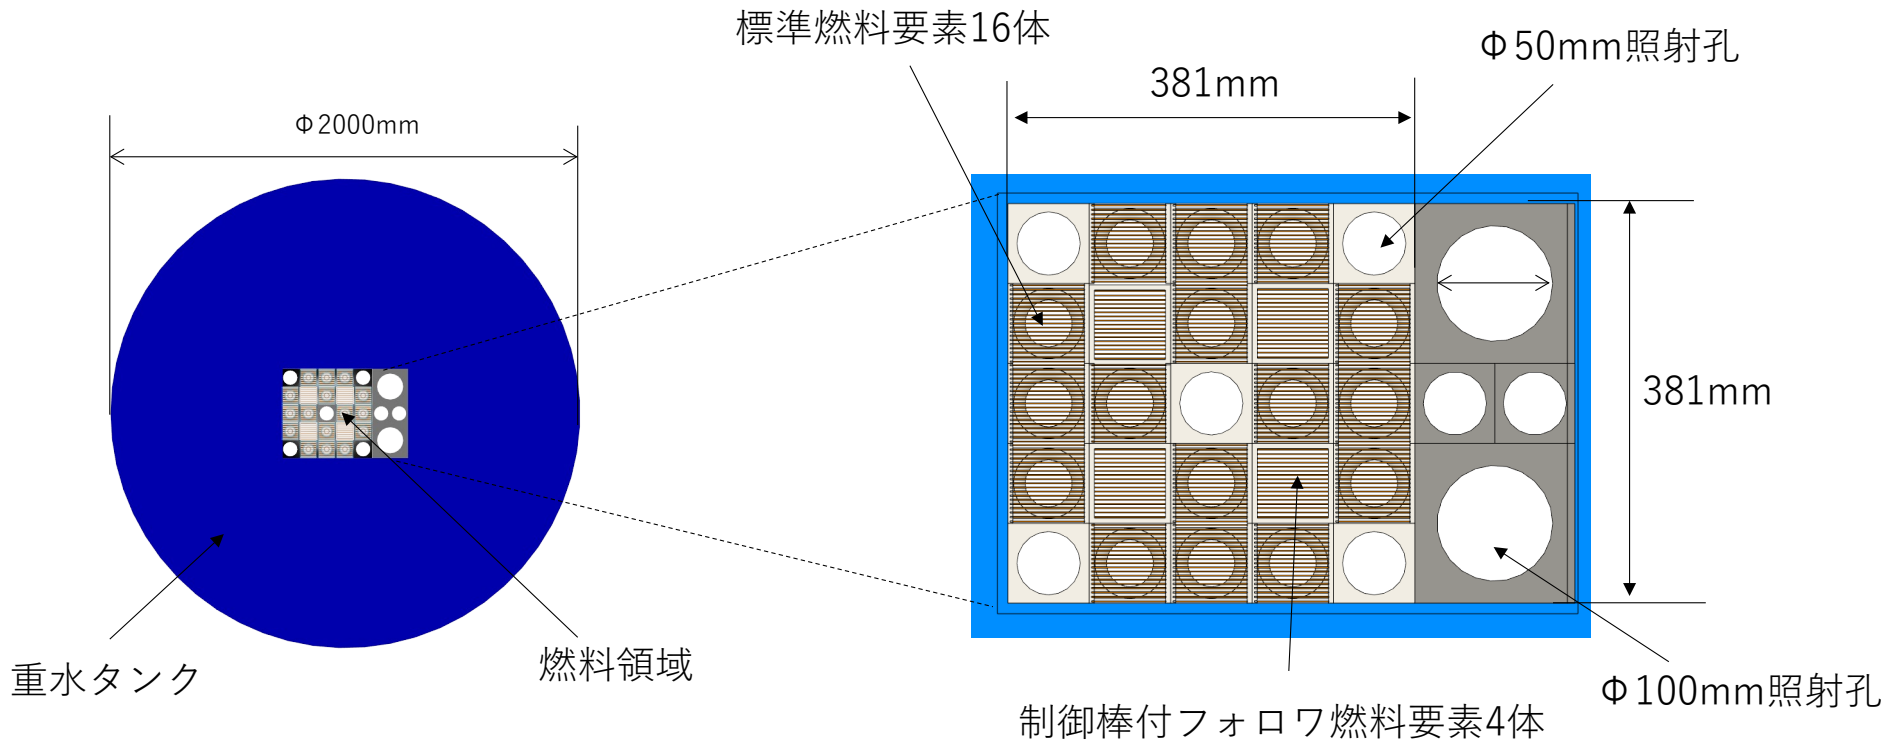 標準燃料要素16体
Φ50mm照射孔
381mm
Φ2000mm
381mm
重水タンク
燃料領域
Φ100mm照射孔
制御棒付フォロワ燃料要素4体